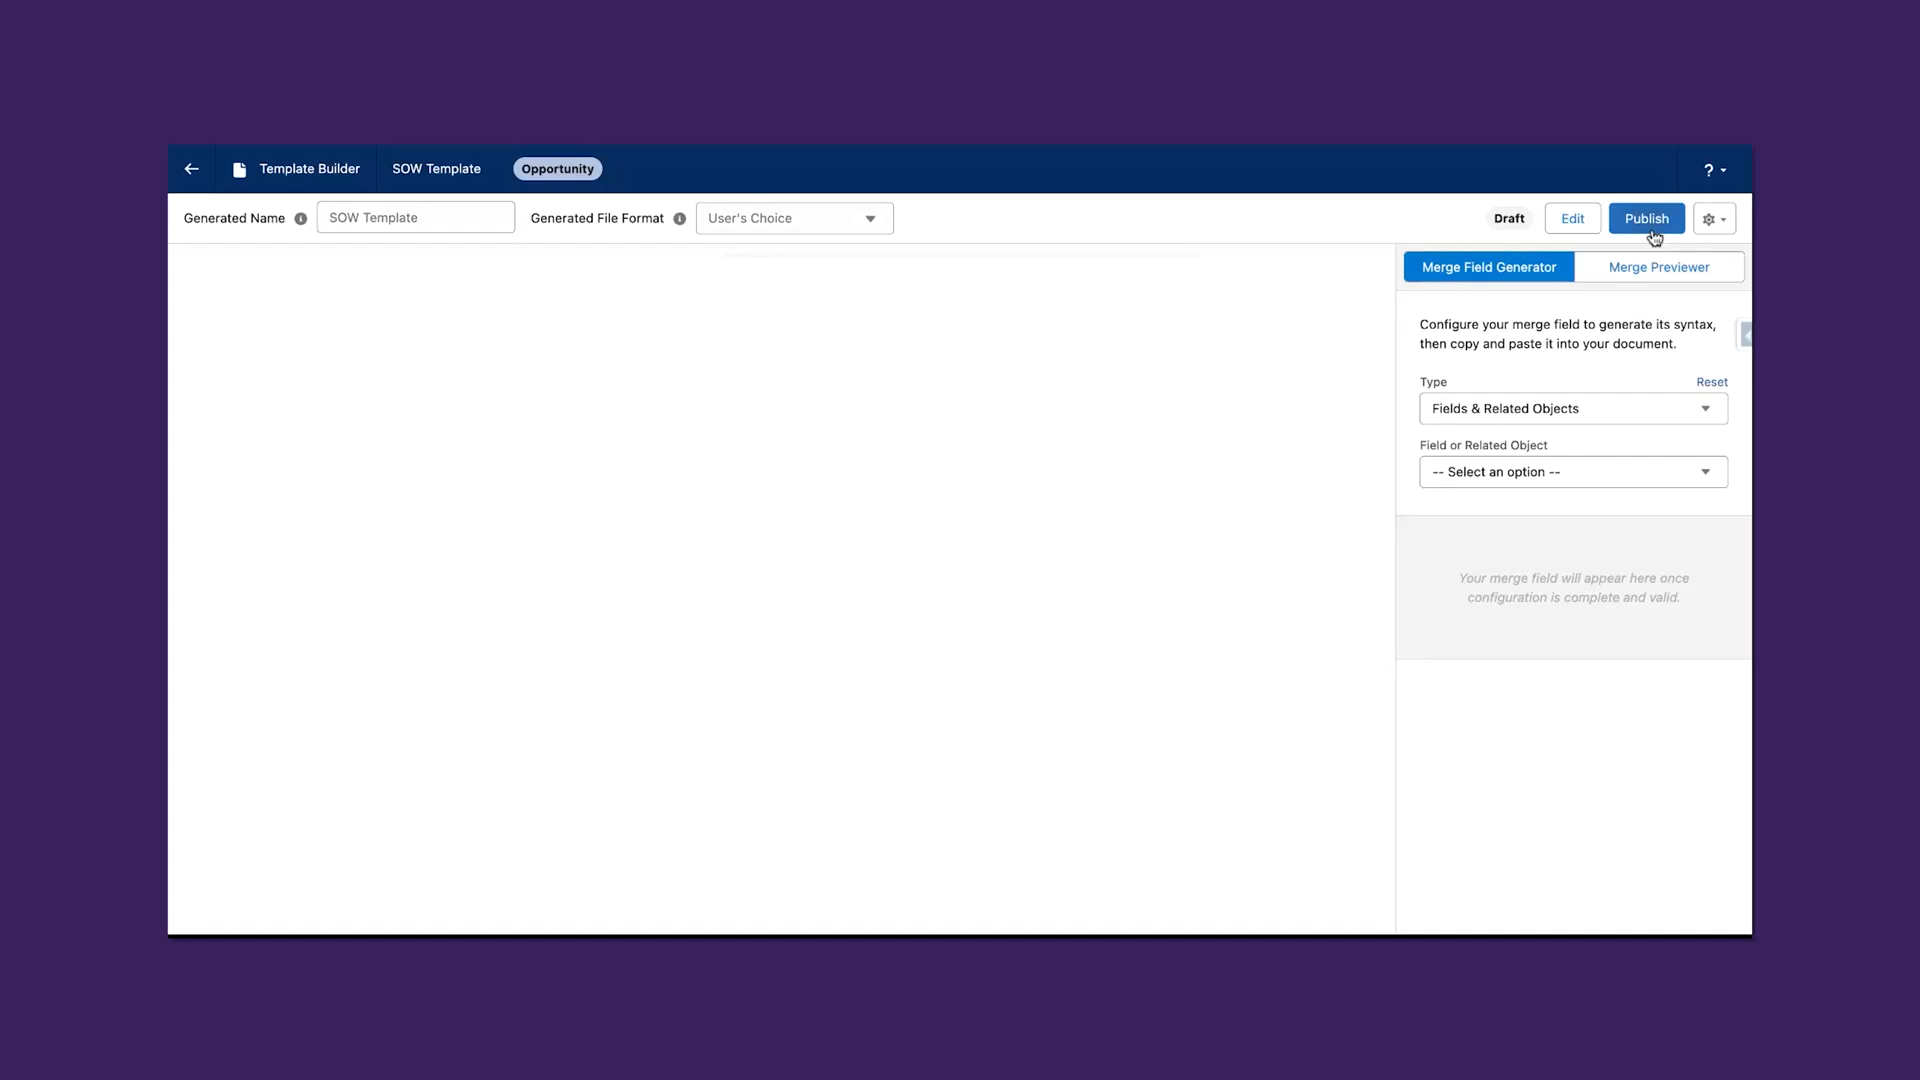 Template Builder
SOW Template
Opportunity
?
Generated Name
SOW Template
Generated File Format
User's Choice
Draft
Edit
Publish
Merge Field Generator
Merge Previewer
Configure your merge field to generate its syntax,
then copy and paste it into your document.
Type
Reset
Fields & Related Objects
Field or Related Object
-- Select an option --
Your merge field will appear here once
configuration is complete and valid.